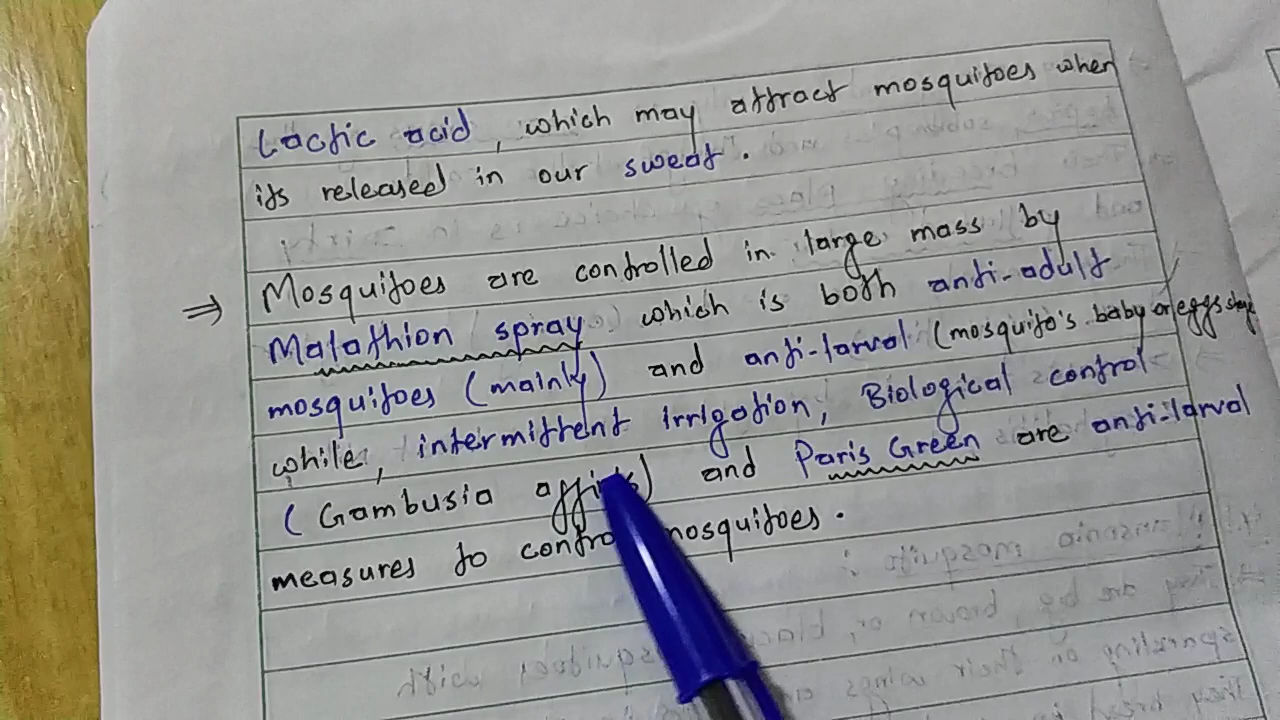 Lactic acid, which may attract mosquitoes when
its released in our sweat.
⇒ Mosquitoes are controlled in large mass by
Malathion spray which is both anti-adult
mosquitoes (mainly) and anti-larval (mosquito's baby or eggs stage
while, intermittent irrigation, Biological control
(Gambusia and Paris Green are anti-larval
measures to mosquitoes.